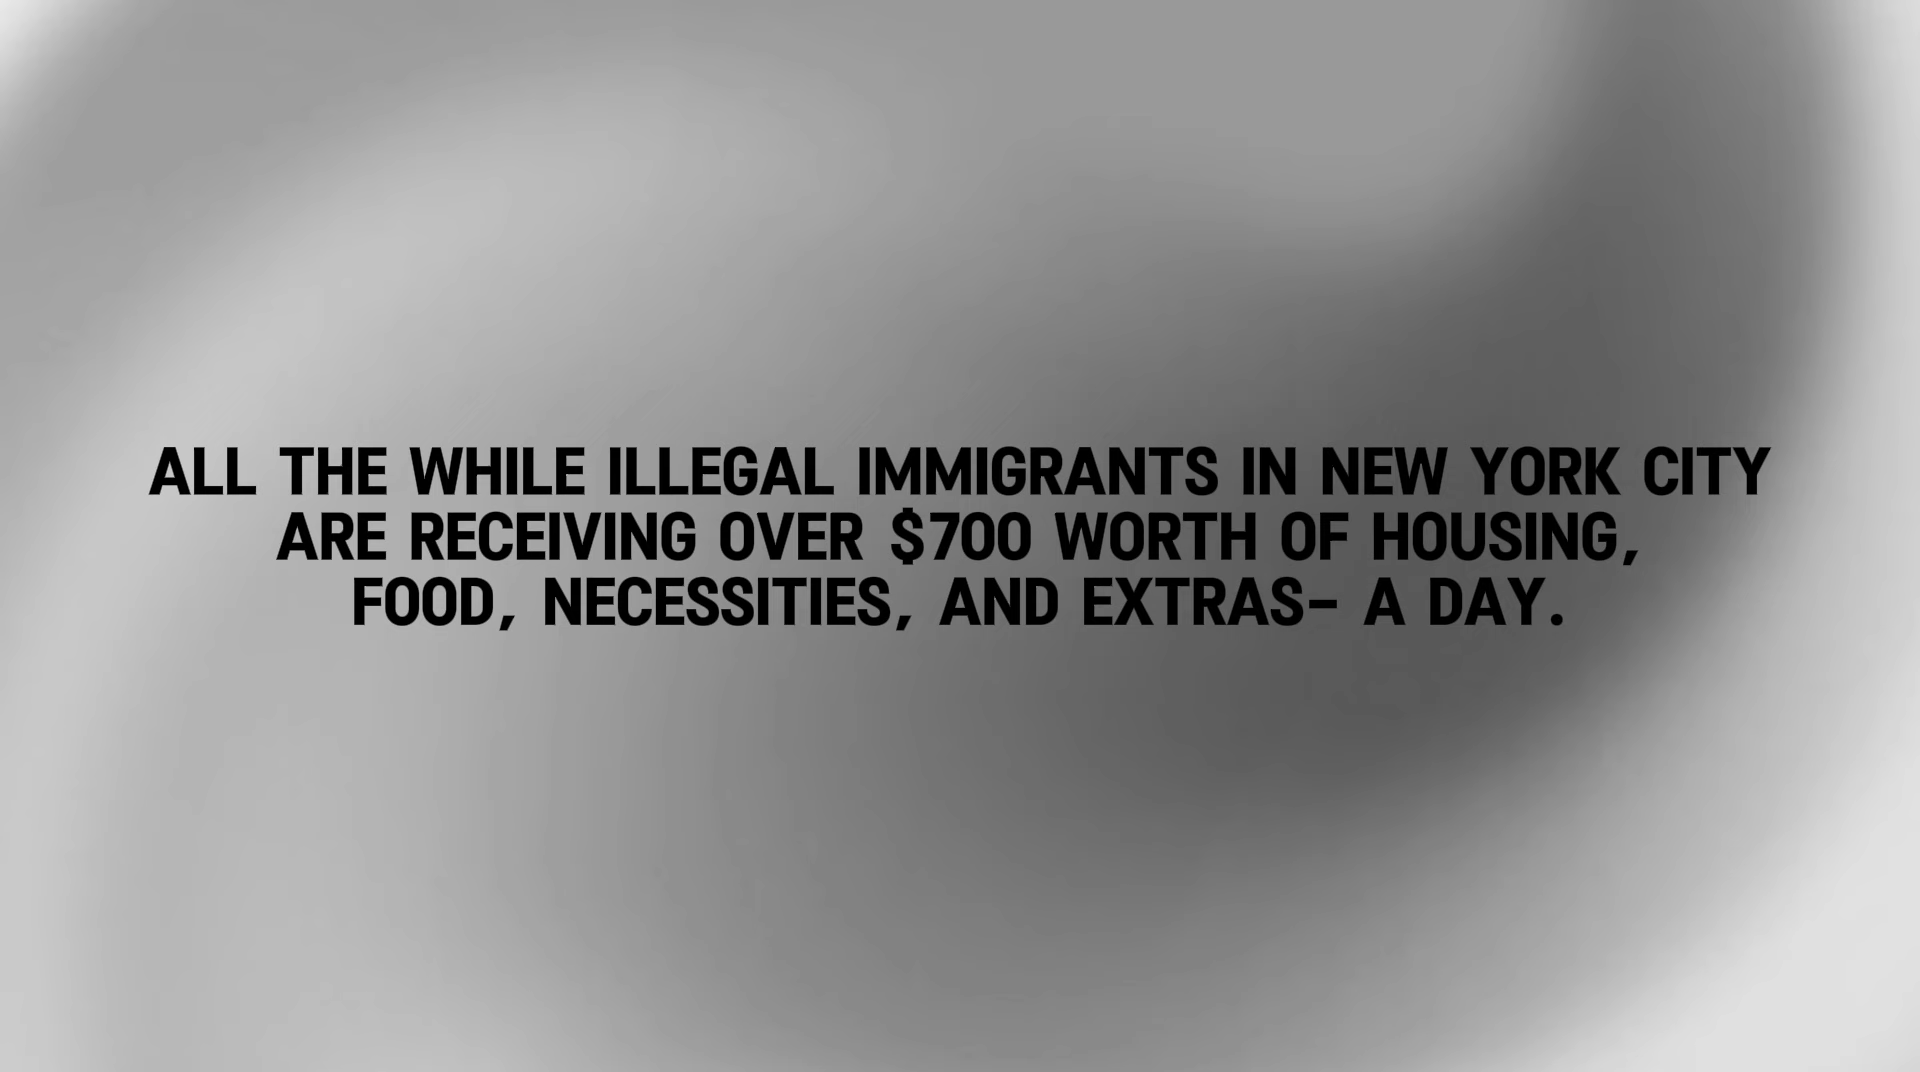 ALL THE WHILE ILLEGAL IMMIGRANTS IN NEW YORK CITY
ARE RECEIVING OVER $700 WORTH OF HOUSING,
FOOD, NECESSITIES, AND EXTRAS- A DAY.